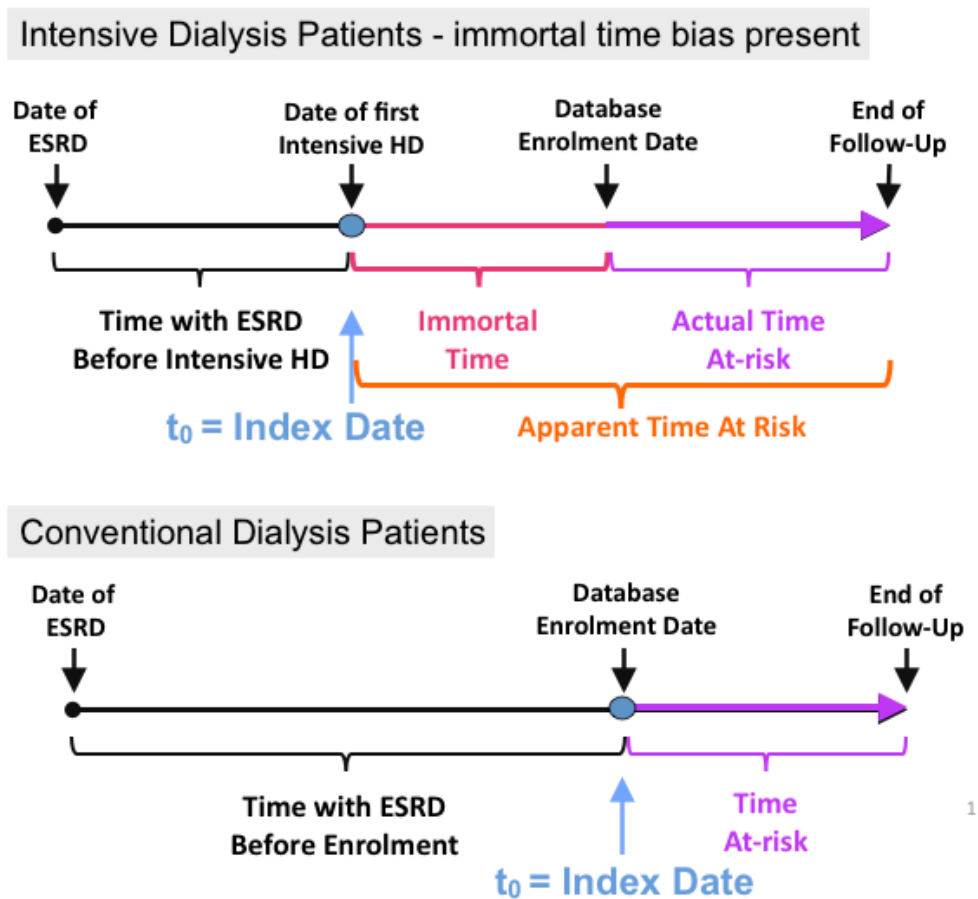 Intensive Dialysis Patients - immortal time bias present
Date of
ESRD
Date of first
Intensive HD
Database
Enrolment Date
End of
Follow-Up
Time with ESRD
Before Intensive HD
Immortal
Time
Actual Time
At-risk
t₀ = Index Date
Apparent Time At Risk
Conventional Dialysis Patients
Date of
ESRD
Database
Enrolment Date
End of
Follow-Up
Time with ESRD
Before Enrolment
Time
At-risk
1
t₀ = Index Date